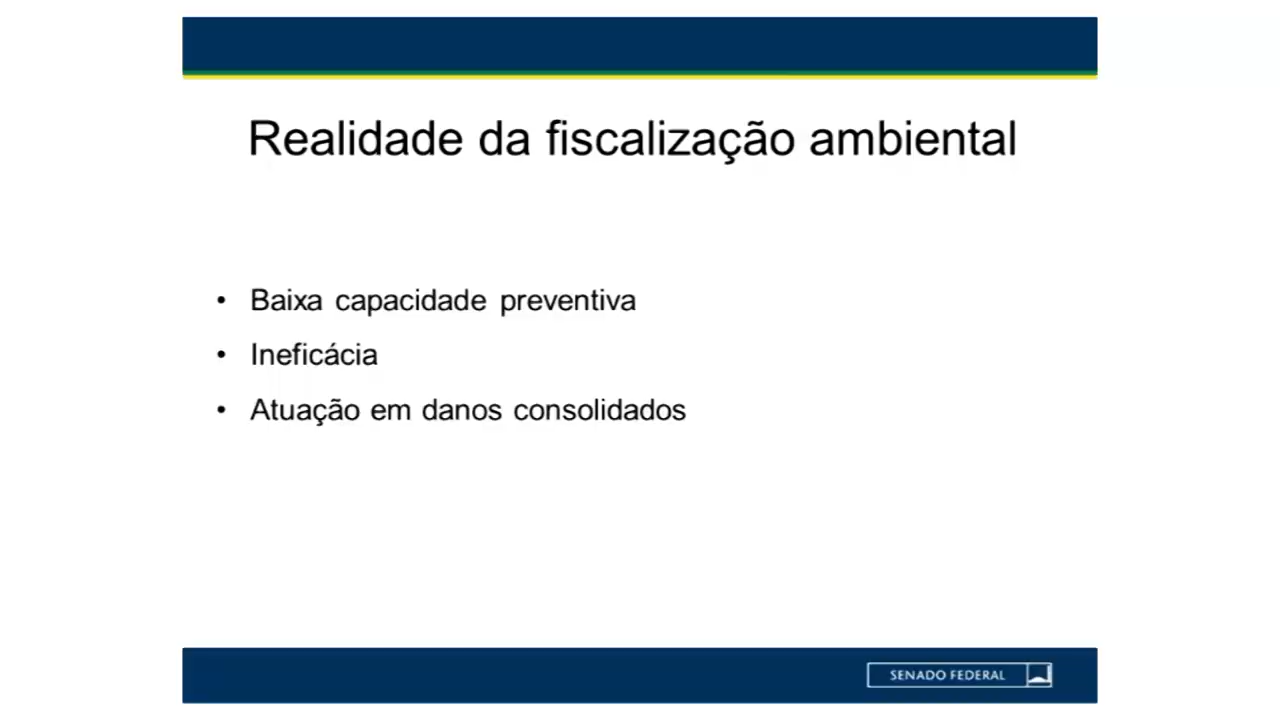 Realidade da fiscalização ambiental
• Baixa capacidade preventiva
• Ineficácia
• Atuação em danos consolidados
SENADO FEDERAL